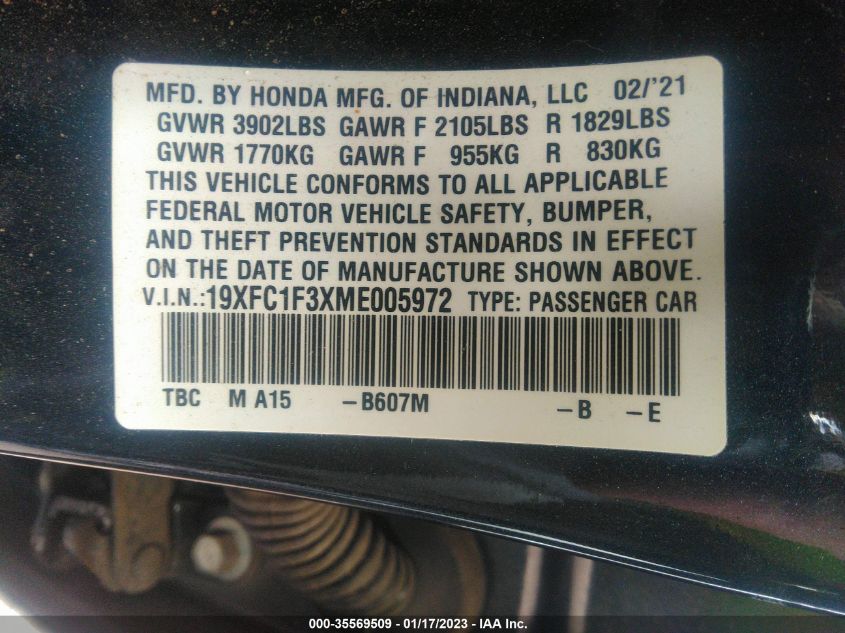 MFD. BY HONDA MFG. OF INDIANA, LLC 02/'21
GVWR 3902LBS GAWR F 2105LBS R 1829LBS
GVWR 1770KG GAWR F 955KG R 830KG
THIS VEHICLE CONFORMS TO ALL APPLICABLE
FEDERAL MOTOR VEHICLE SAFETY, BUMPER,
AND THEFT PREVENTION STANDARDS IN EFFECT
ON THE DATE OF MANUFACTURE SHOWN ABOVE.
V.I.N.:19XFC1F3XME005972 TYPE: PASSENGER CAR
TBC M A15 –B607M –B –E
000-35569509 – 01/17/2023 – IAA Inc.